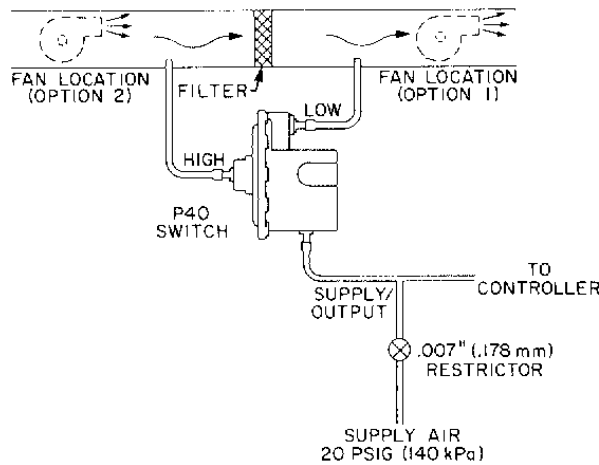 FAN LOCATION
(OPTION 2)
FILTER
FAN LOCATION
(OPTION 1)
LOW
HIGH
P40
SWITCH
SUPPLY/
OUTPUT
TO
CONTROLLER
.007" (.178 mm)
RESTRICTOR
SUPPLY AIR
20 PSIG (140 kPa)